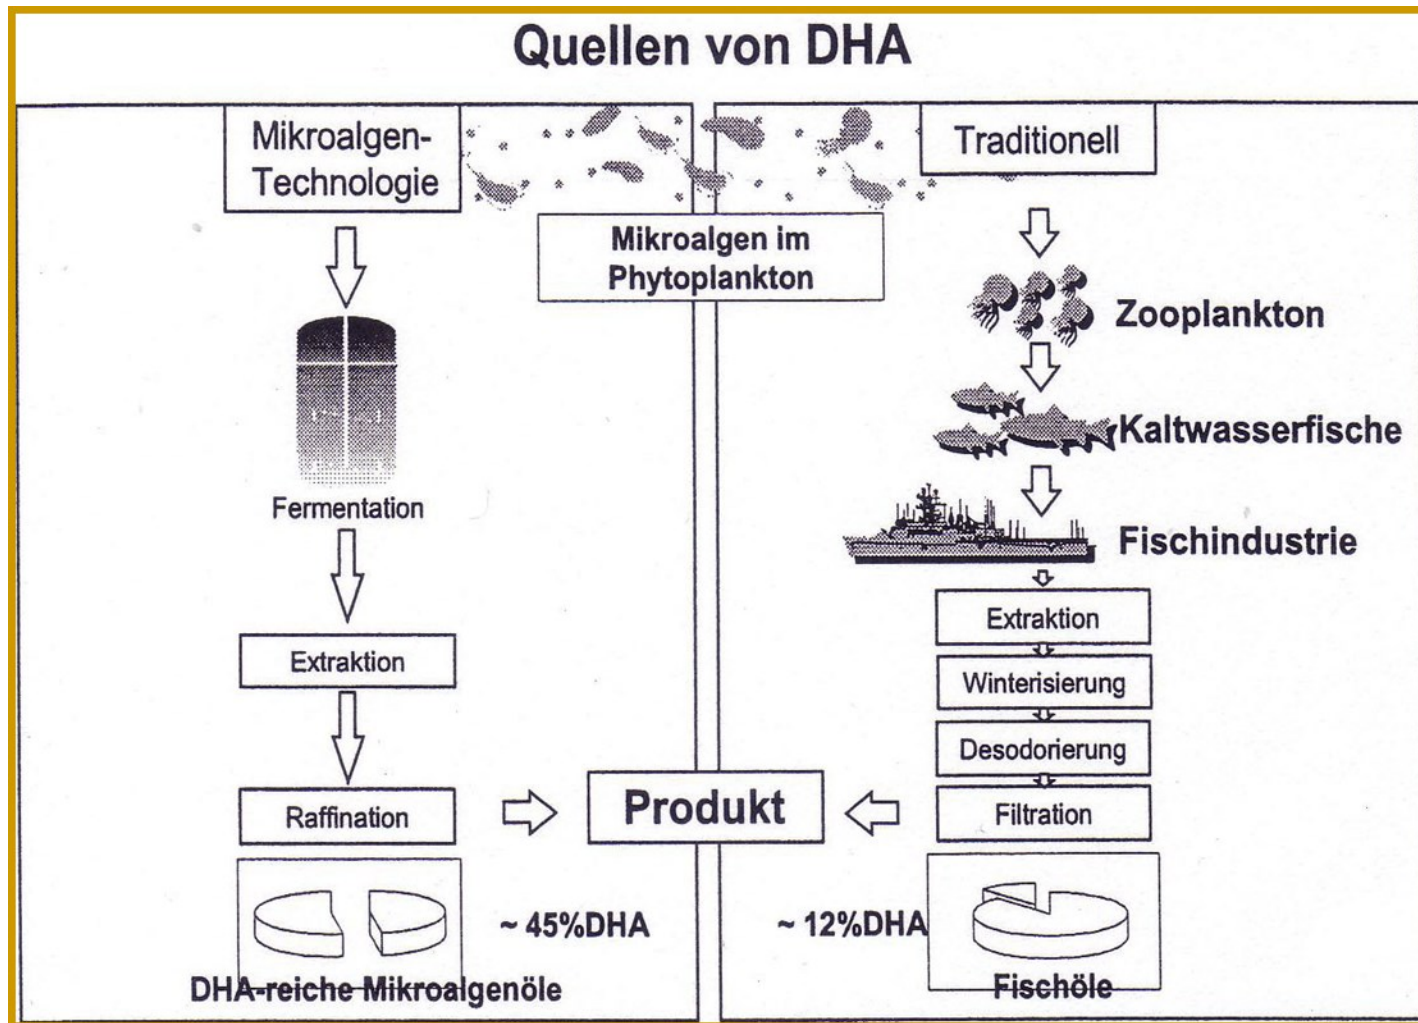 Quellen von DHA
Mikroalgen-
Technologie
Traditionell
Mikroalgen im
Phytoplankton
Zooplankton
Kaltwasserfische
Fermentation
Fischindustrie
Extraktion
Extraktion
Winterisierung
Desodorierung
Raffination
Produkt
Filtration
~ 45%DHA
~ 12%DHA
DHA-reiche Mikroalgenöle
Fischöle